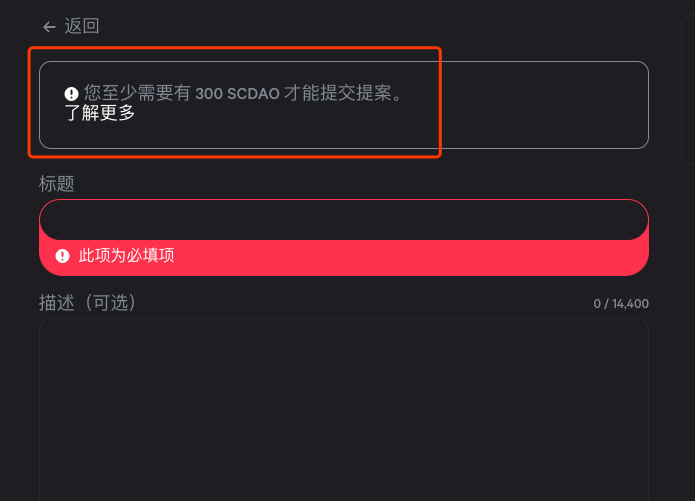 ← 返回
您至少需要有 300 SCDAO 才能提交提案。
了解更多
标题
此项为必填项
描述（可选） 0 / 14,400